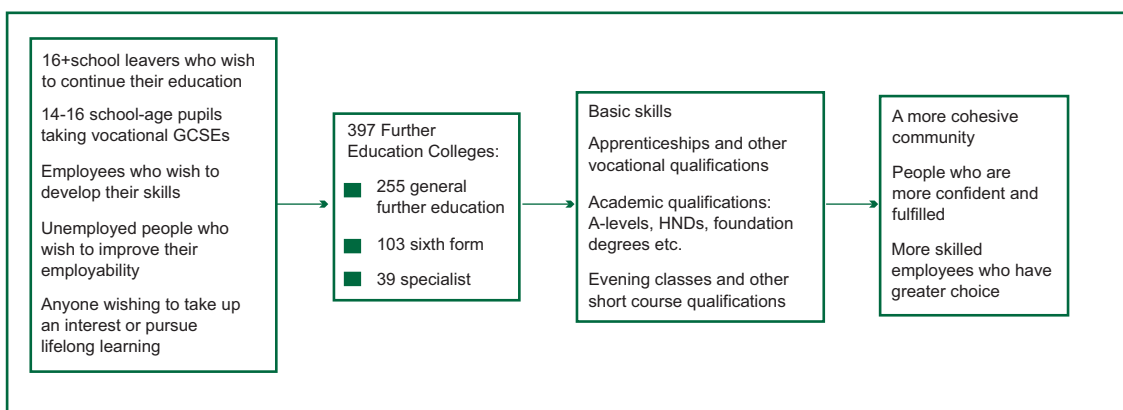 16+school leavers who wish
to continue their education
14-16 school-age pupils
taking vocational GCSEs
Employees who wish to
develop their skills
Unemployed people who
wish to improve their
employability
Anyone wishing to take up
an interest or pursue
lifelong learning
397 Further
Education Colleges:
255 general
further education
103 sixth form
39 specialist
Basic skills
Apprenticeships and other
vocational qualifications
Academic qualifications:
A-levels, HNDs, foundation
degrees etc.
Evening classes and other
short course qualifications
A more cohesive
community
People who are
more confident and
fulfilled
More skilled
employees who have
greater choice